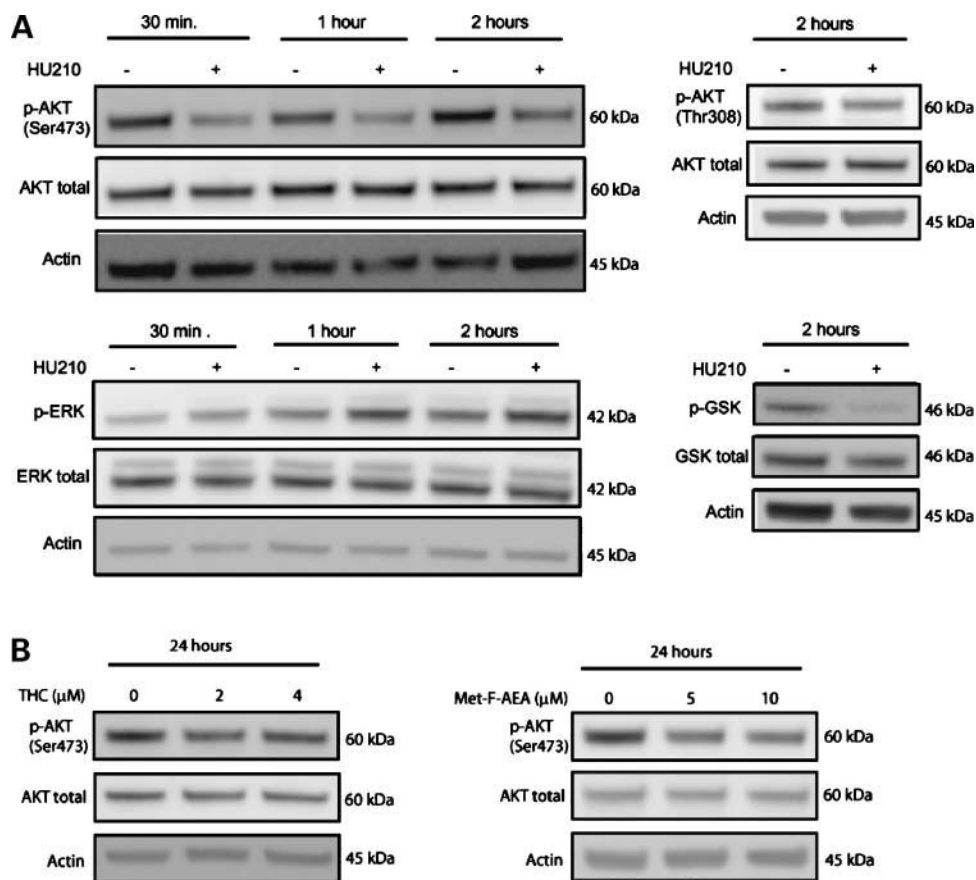 A
30 min.
1 hour
2 hours
HU210
- + - + - +
p-AKT
(Ser473)
60 kDa
AKT total
60 kDa
Actin
45 kDa
2 hours
HU210
- +
p-AKT
(Thr308)
60 kDa
AKT total
60 kDa
Actin
45 kDa
30 min .
1 hour
2 hours
HU210
- + - + - +
p-ERK
42 kDa
ERK total
42 kDa
Actin
45 kDa
2 hours
HU210
- +
p-GSK
46 kDa
GSK total
46 kDa
Actin
45 kDa
B
24 hours
THC (μM) 0 2 4
p-AKT
(Ser473)
60 kDa
AKT total
60 kDa
Actin
45 kDa
24 hours
Met-F-AEA (μM) 0 5 10
p-AKT
(Ser473)
60 kDa
AKT total
60 kDa
Actin
45 kDa